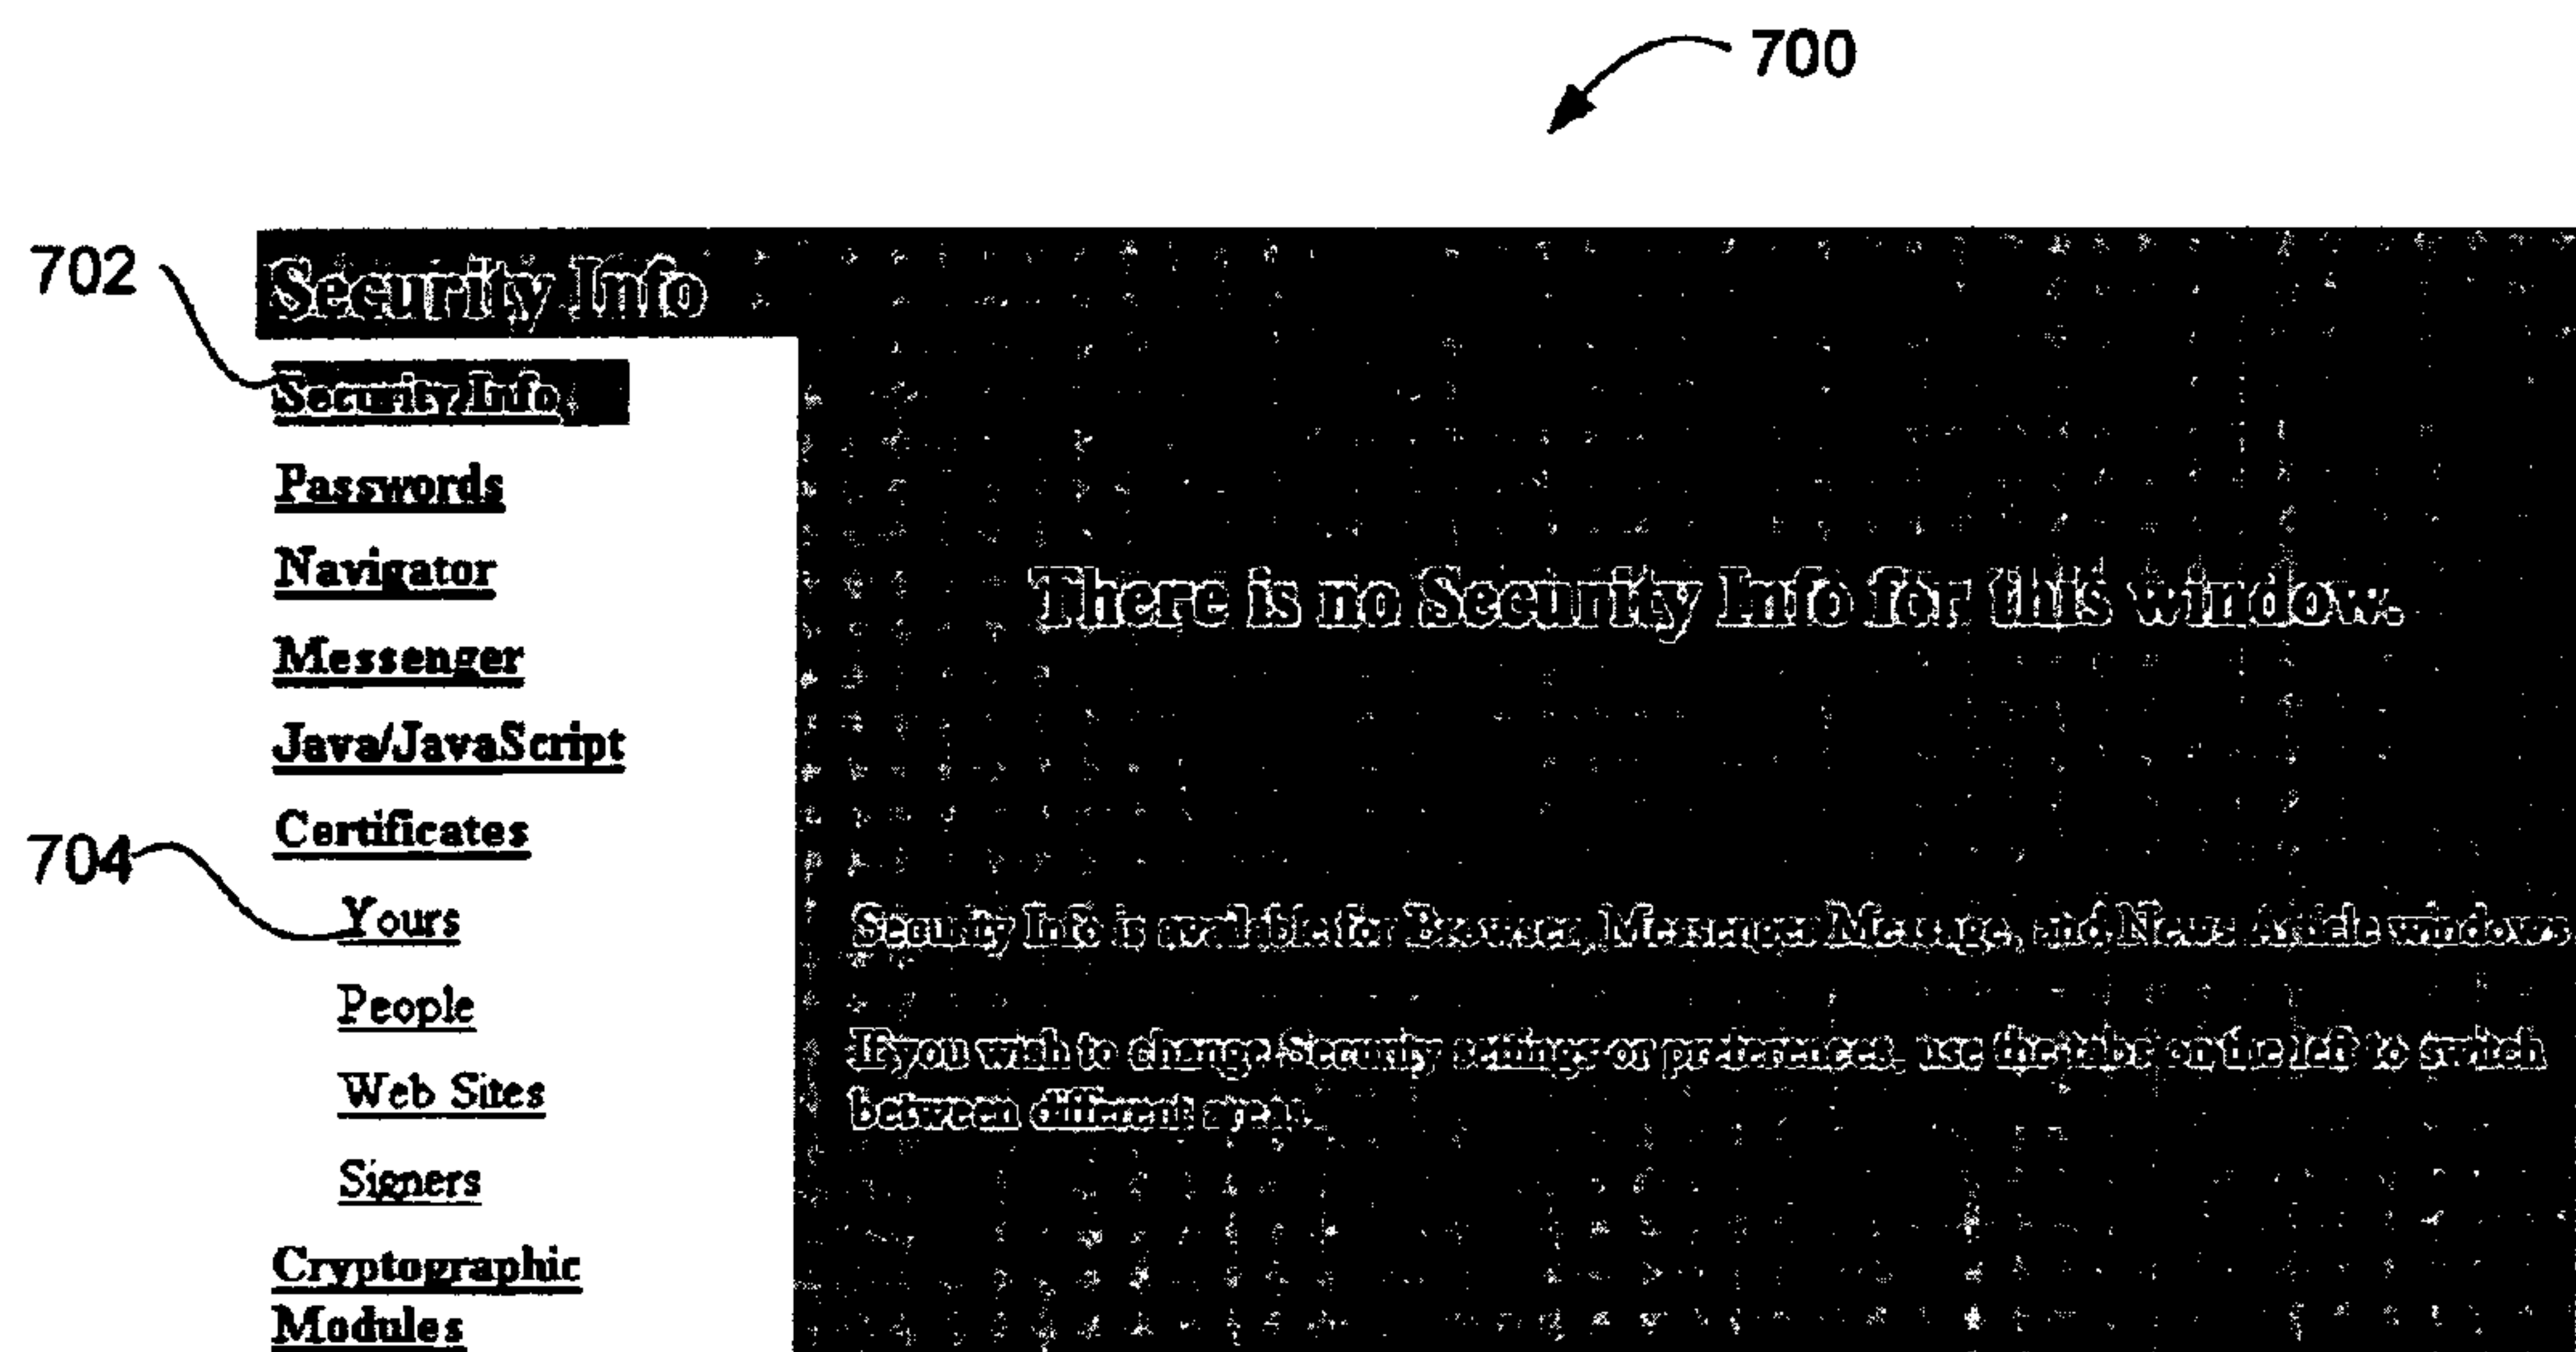 700
702
Security Info
Security Info
Passwords
Navigator
Messenger
Java/JavaScript
Certificates
704
Yours
People
Web Sites
Signers
Cryptographic
Modules
There is no Security Info for this window.
Security Info is available for Browser, Messenger Message, and News Article windows.
If you wish to change Security settings or preferences, use the tabs on the left to switch
between different areas.